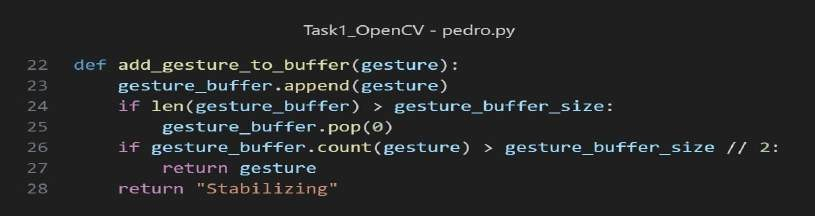 Task1_OpenCV - pedro.py
22 def add_gesture_to_buffer(gesture):
23     gesture_buffer.append(gesture)
24     if len(gesture_buffer) > gesture_buffer_size:
25         gesture_buffer.pop(0)
26     if gesture_buffer.count(gesture) > gesture_buffer_size // 2:
27         return gesture
28     return "Stabilizing"